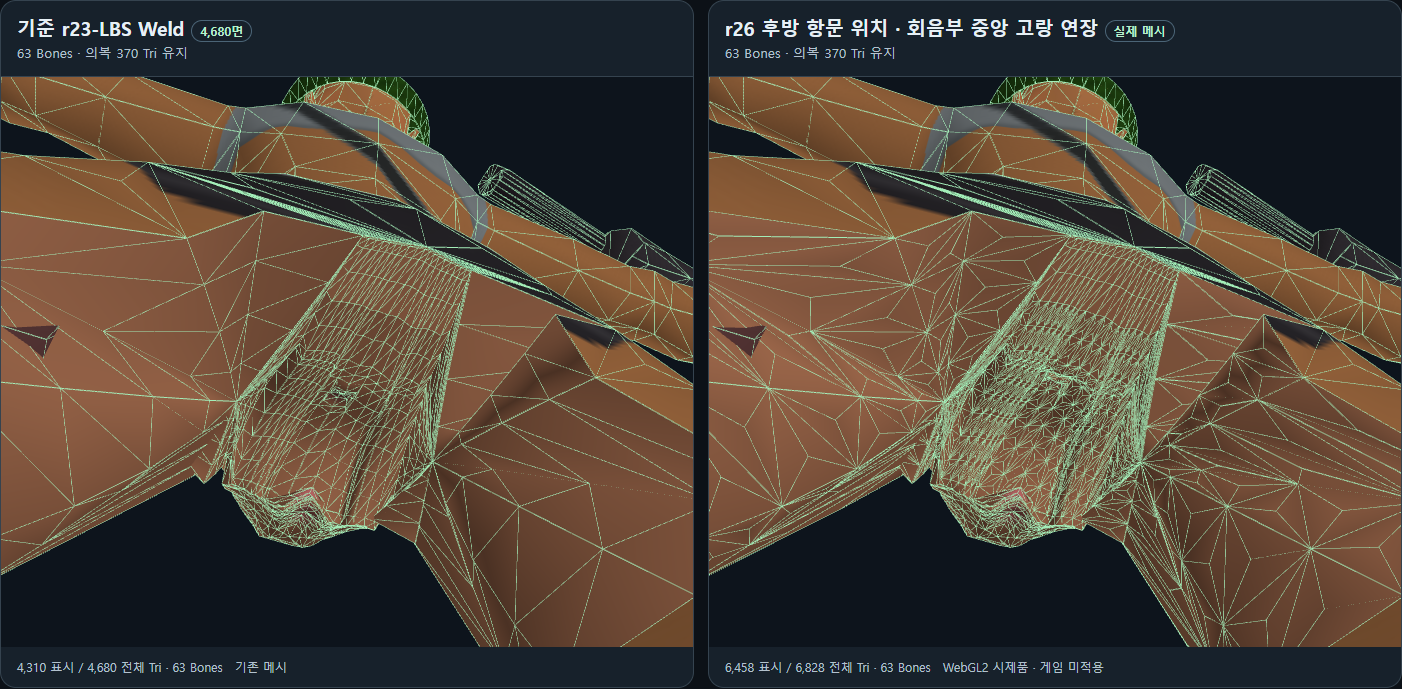 기준 r23-LBS Weld 4,680면
63 Bones · 의복 370 Tri 유지
4,310 표시 / 4,680 전체 Tri · 63 Bones 기존 메시
r26 후방 항문 위치 · 회음부 중앙 고랑 연장 실제 메시
63 Bones · 의복 370 Tri 유지
6,458 표시 / 6,828 전체 Tri · 63 Bones WebGL2 시제품 · 게임 미적용